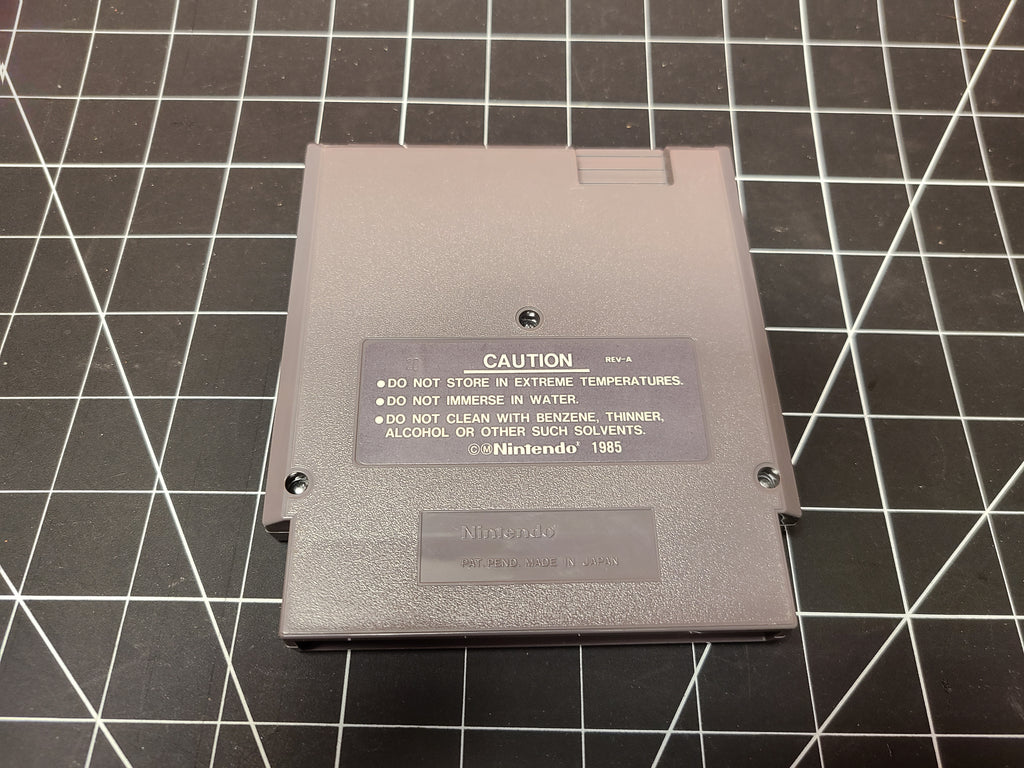 CAUTION REV-A
●DO NOT STORE IN EXTREME TEMPERATURES.
●DO NOT IMMERSE IN WATER.
●DO NOT CLEAN WITH BENZENE, THINNER,
ALCOHOL OR OTHER SUCH SOLVENTS.
©ⓂNintendo® 1985
Nintendo®
PAT. PEND. MADE IN JAPAN